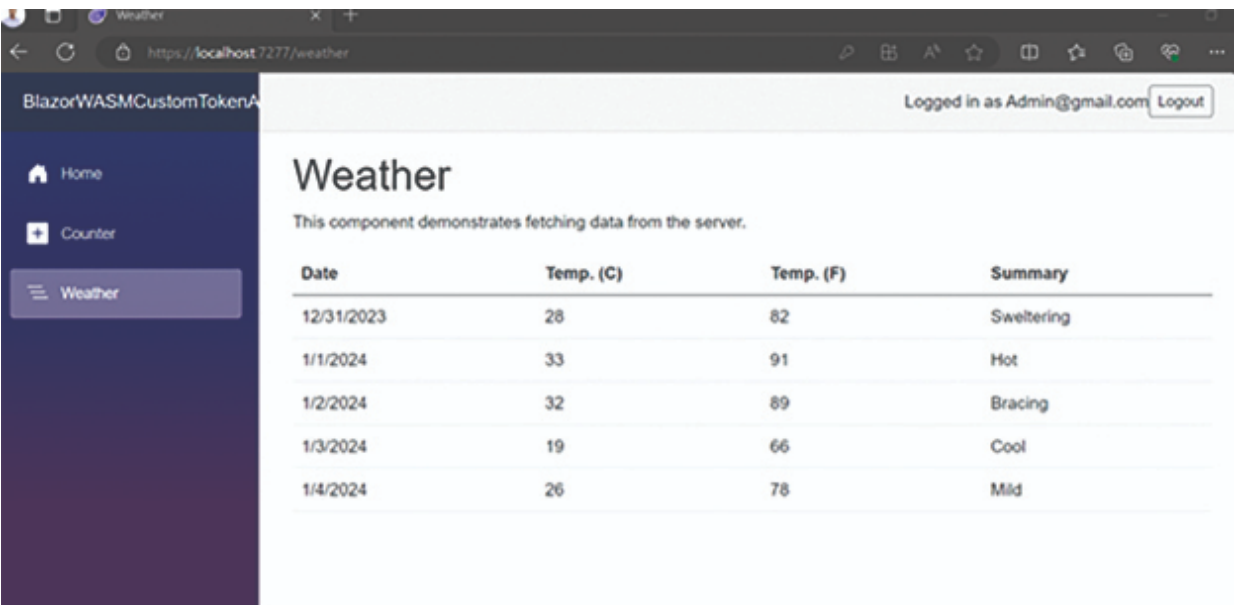 Weather
https://localhost:7277/weather
BlazorWASMCustomTokenA
Logged in as Admin@gmail.com Logout
Home
Counter
Weather
Weather
This component demonstrates fetching data from the server.
Date Temp. (C) Temp. (F) Summary
12/31/2023 28 82 Sweltering
1/1/2024 33 91 Hot
1/2/2024 32 89 Bracing
1/3/2024 19 66 Cool
1/4/2024 26 78 Mild